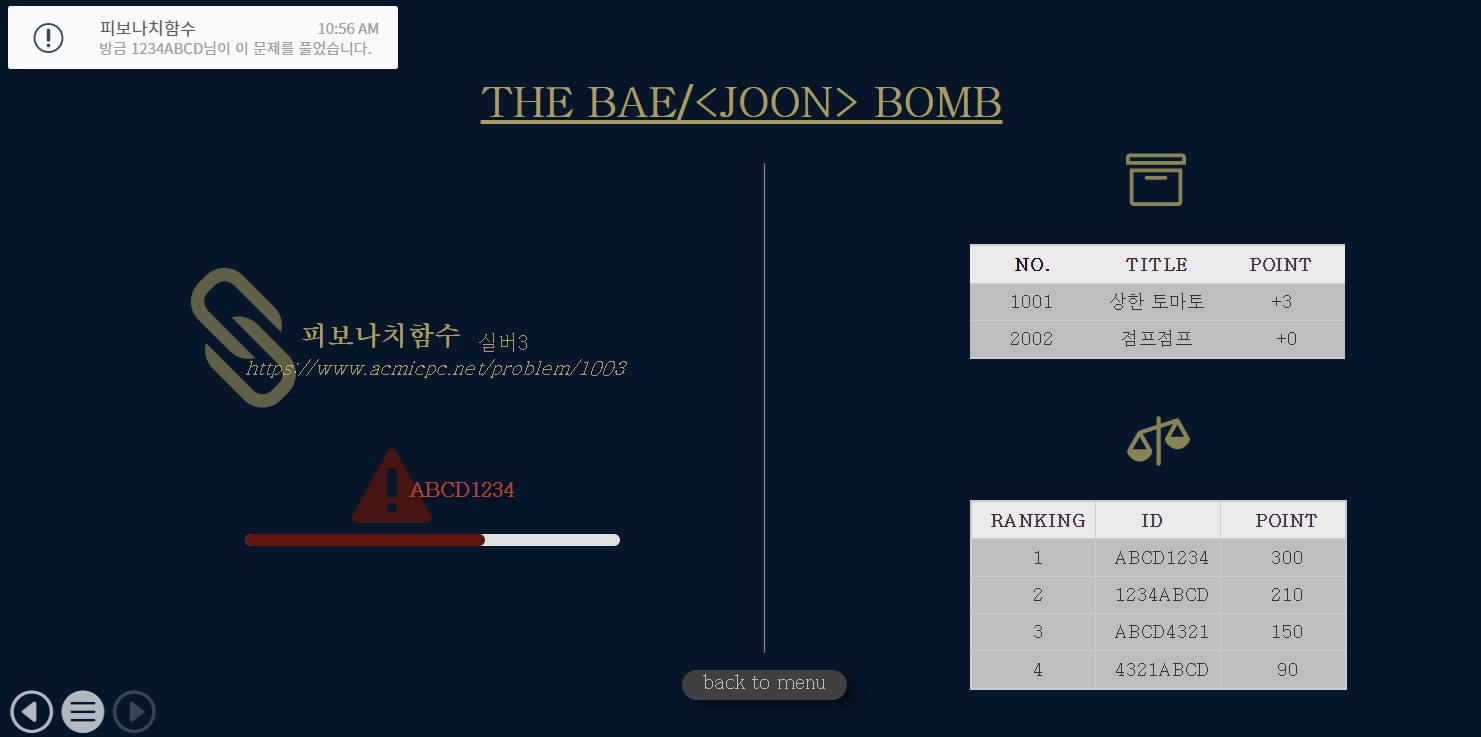 피보나치함수 10:56 AM
방금 1234ABCD님이 이 문제를 풀었습니다.
THE BAE/<JOON> BOMB
피보나치함수 실버3
https://www.acmicpc.net/problem/1003
ABCD1234
NO. TITLE POINT
1001 상한 토마토 +3
2002 점프점프 +0
RANKING ID POINT
1 ABCD1234 300
2 1234ABCD 210
3 ABCD4321 150
4 4321ABCD 90
back to menu